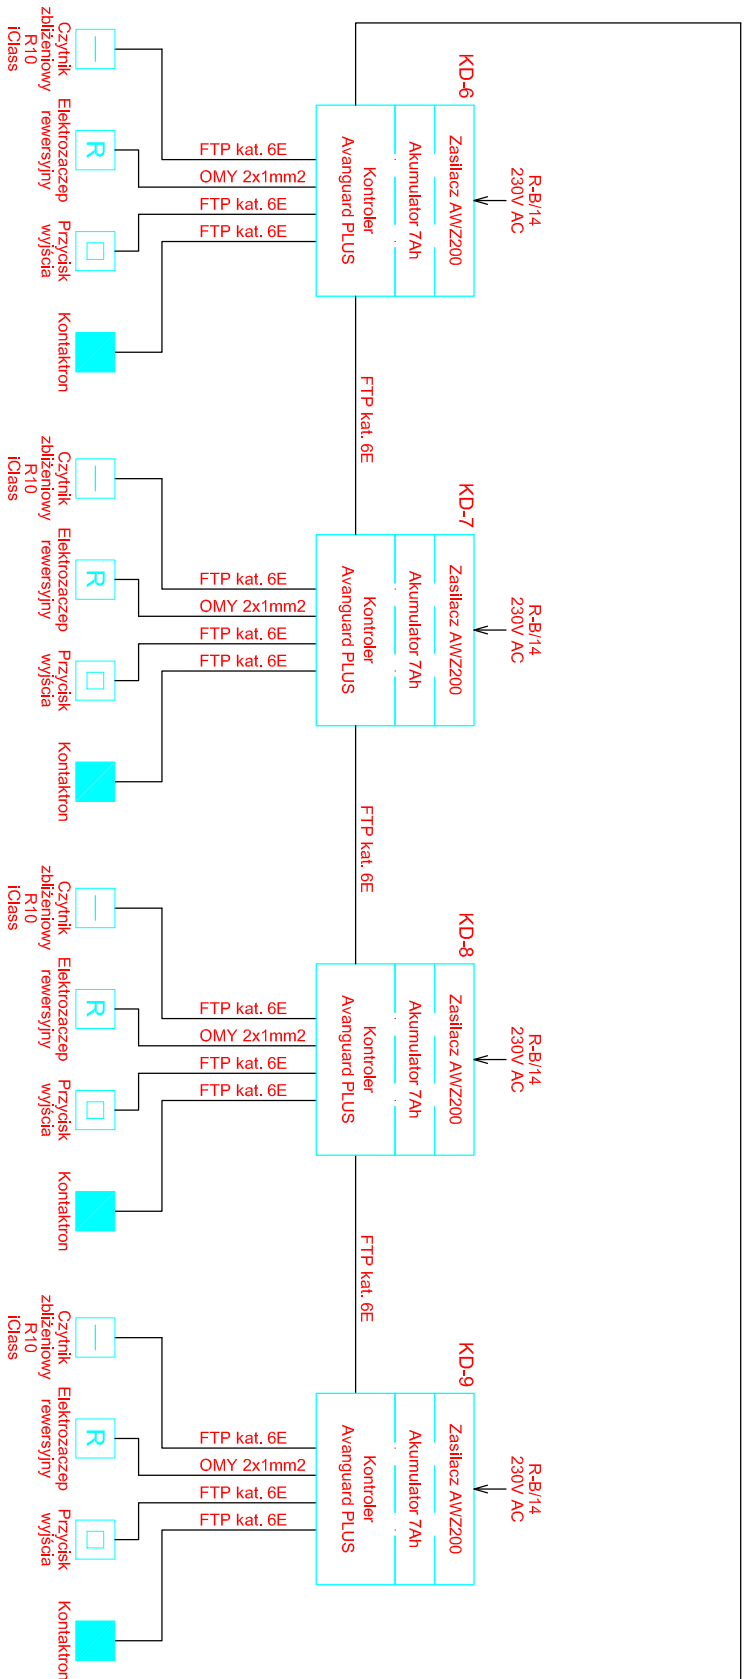 KD-6
R-B/14
230V AC
Zasilacz AWZ200
Akumulator 7Ah
Kontroler
Avanguard PLUS
FTP kat. 6E
OMY 2x1mm2
FTP kat. 6E
FTP kat. 6E
Czytnik
zbliżeniowy
R10
iClass
R
Elektrozaczep
rewersyjny
Przycisk
wyjścia
Kontaktron
FTP kat. 6E
KD-7
R-B/14
230V AC
Zasilacz AWZ200
Akumulator 7Ah
Kontroler
Avanguard PLUS
FTP kat. 6E
OMY 2x1mm2
FTP kat. 6E
FTP kat. 6E
Czytnik
zbliżeniowy
R10
iClass
R
Elektrozaczep
rewersyjny
Przycisk
wyjścia
Kontaktron
FTP kat. 6E
KD-8
R-B/14
230V AC
Zasilacz AWZ200
Akumulator 7Ah
Kontroler
Avanguard PLUS
FTP kat. 6E
OMY 2x1mm2
FTP kat. 6E
FTP kat. 6E
Czytnik
zbliżeniowy
R10
iClass
R
Elektrozaczep
rewersyjny
Przycisk
wyjścia
Kontaktron
FTP kat. 6E
KD-9
R-B/14
230V AC
Zasilacz AWZ200
Akumulator 7Ah
Kontroler
Avanguard PLUS
FTP kat. 6E
OMY 2x1mm2
FTP kat. 6E
FTP kat. 6E
Czytnik
zbliżeniowy
R10
iClass
R
Elektrozaczep
rewersyjny
Przycisk
wyjścia
Kontaktron